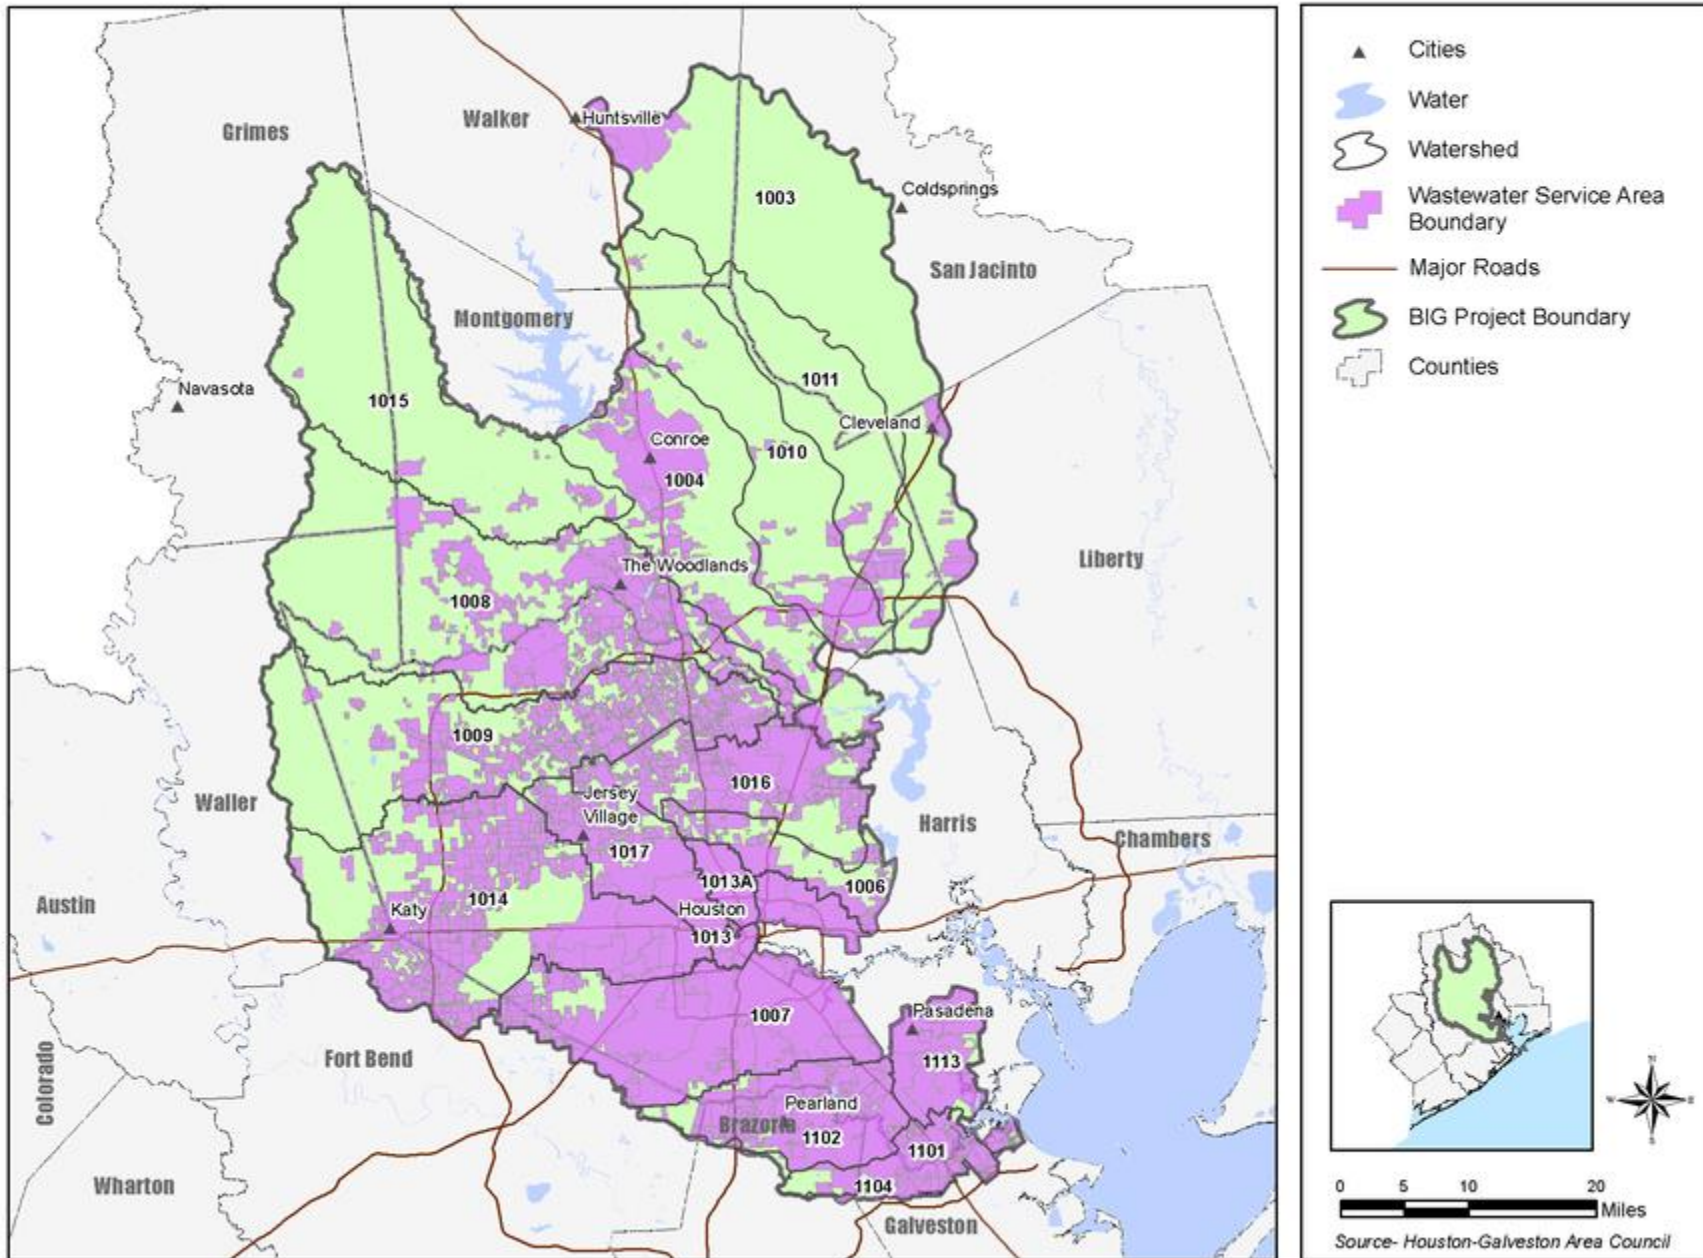 Grimes
Walker
Huntsville
1003
Coldsprings
San Jacinto
Montgomery
Navasota
1015
1011
Cleveland
Conroe
1010
1004
Liberty
The Woodlands
1008
1009
1016
Waller
Jersey
Village
Harris
Chambers
1017
1013A
1006
Austin
1014
Katy
Houston
1013
1007
Pasadena
Fort Bend
1113
Colorado
Pearland
Brazoria
1102
1101
Wharton
1104
Galveston
Cities
Water
Watershed
Wastewater Service Area
Boundary
Major Roads
BIG Project Boundary
Counties
N
W
E
S
0 5 10 20
Miles
Source- Houston-Galveston Area Council